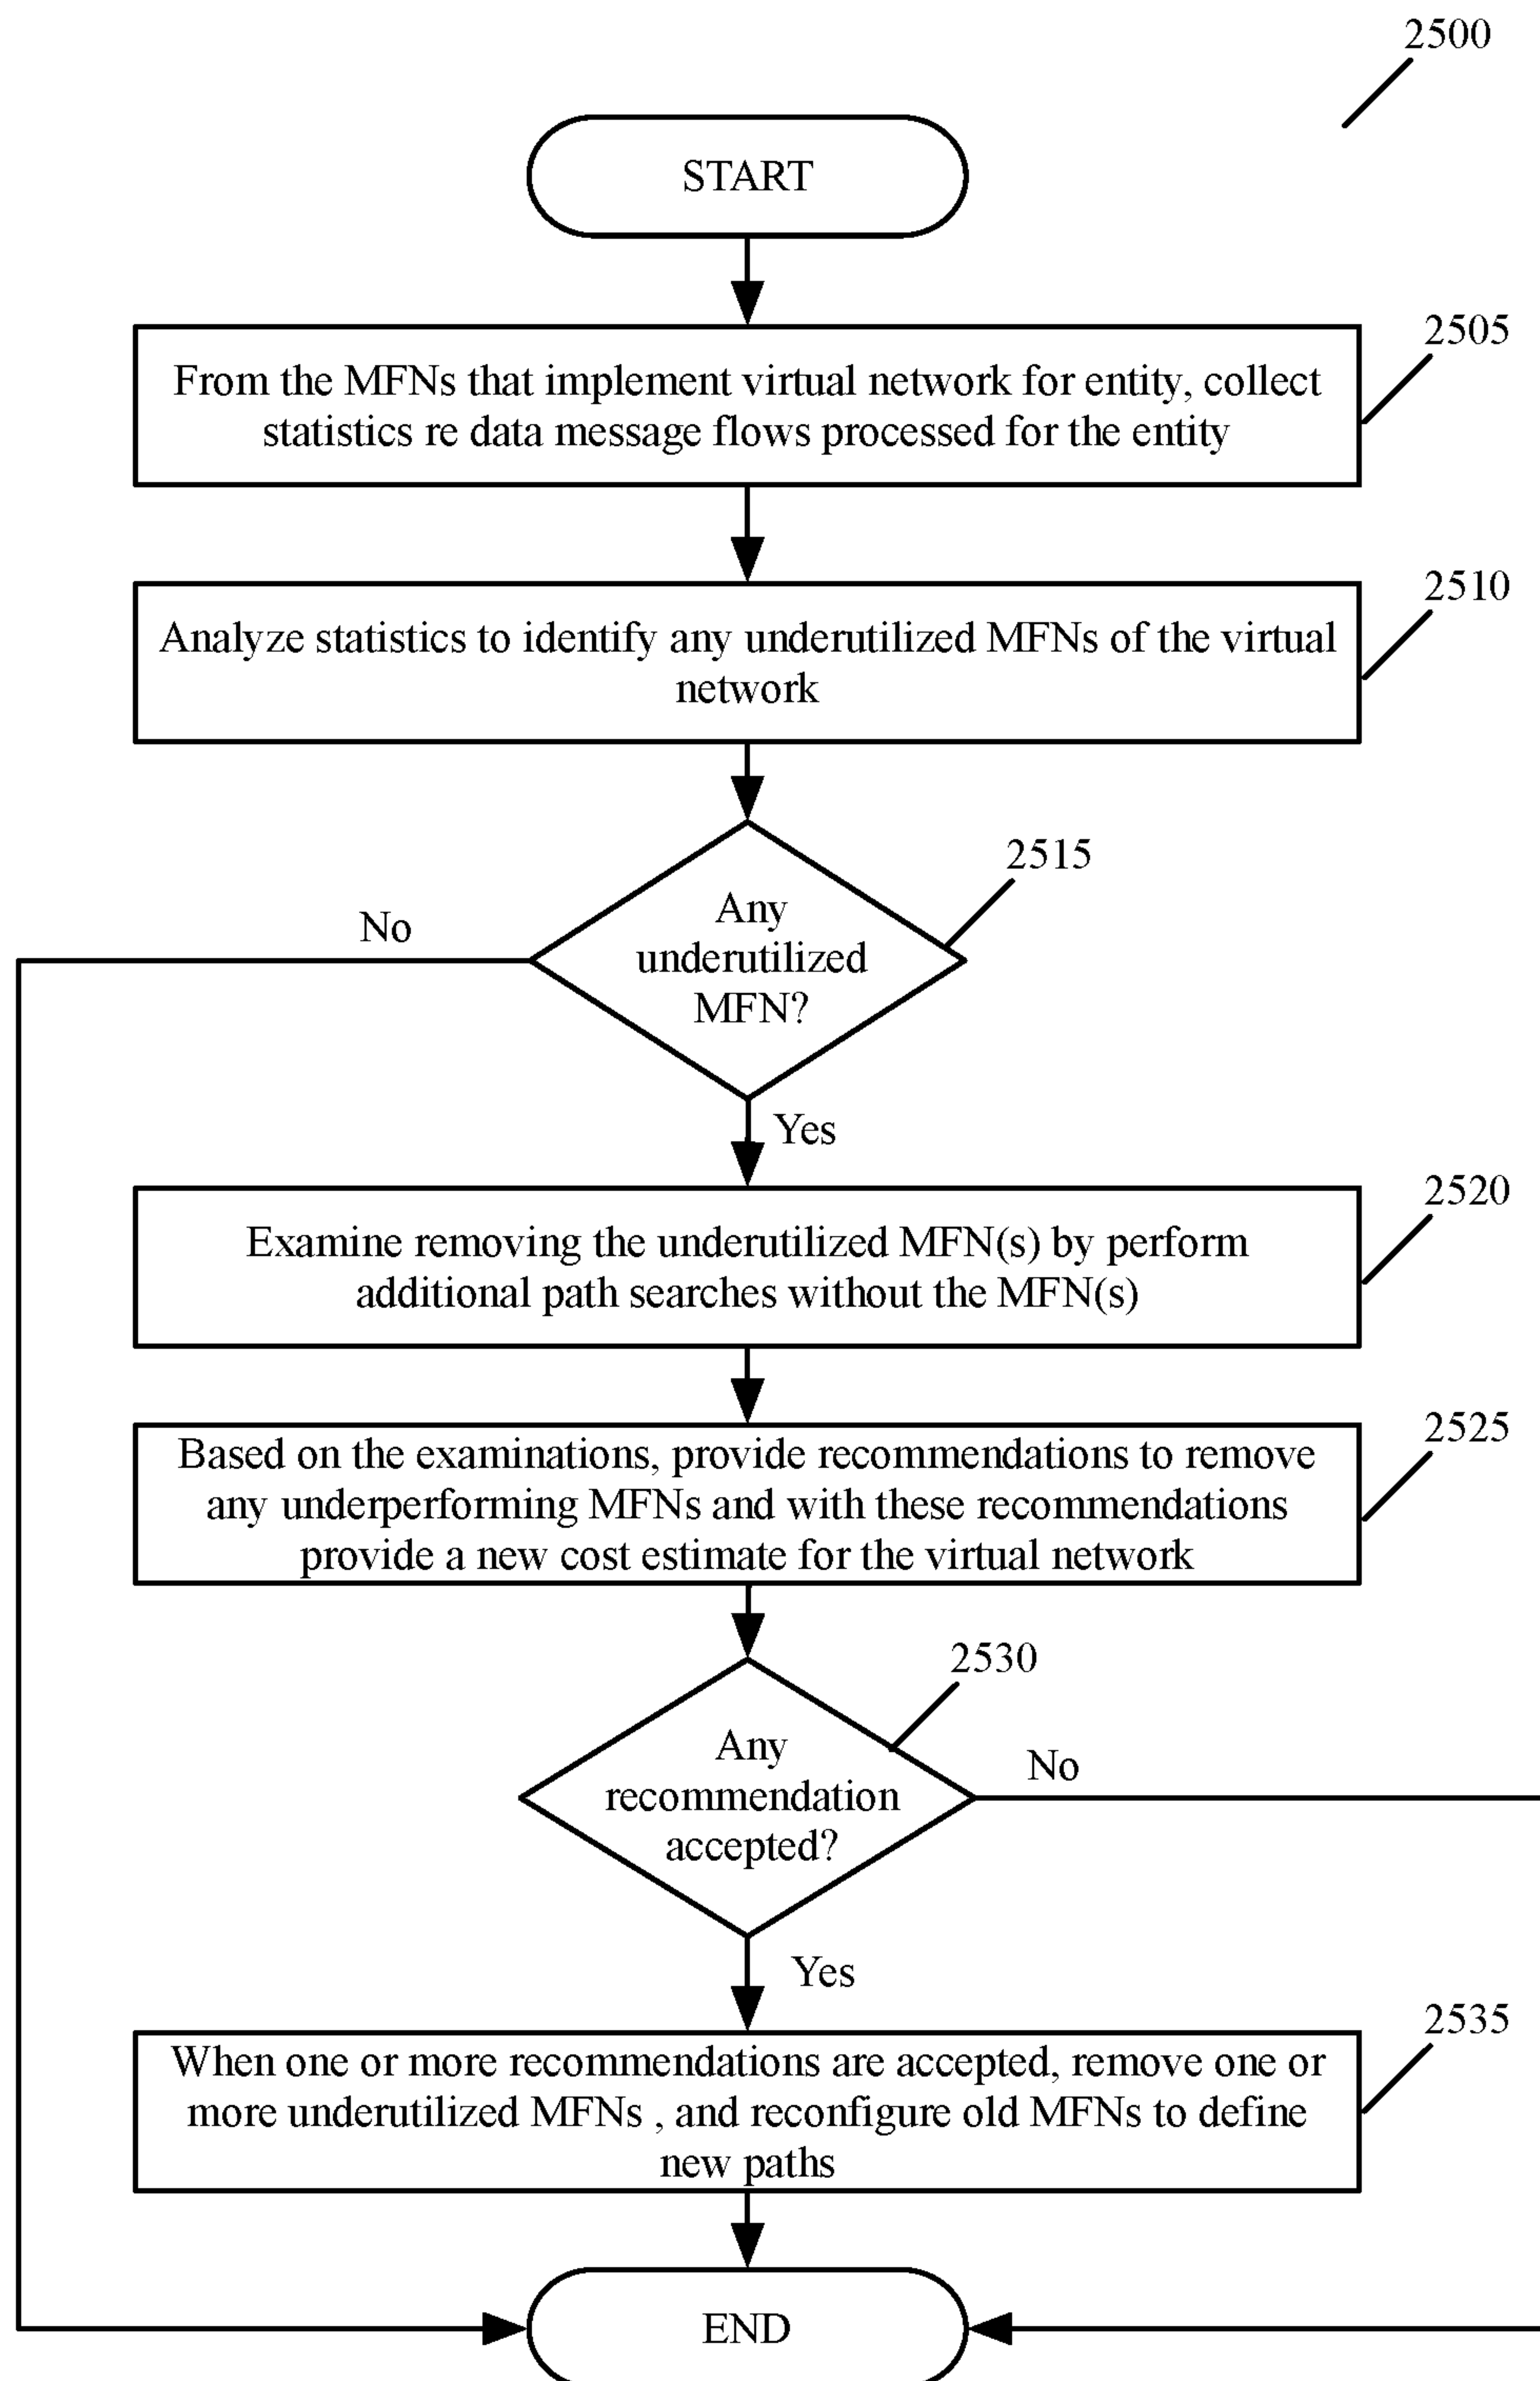 2500
START
2505
From the MFNs that implement virtual network for entity, collect
statistics re data message flows processed for the entity
2510
Analyze statistics to identify any underutilized MFNs of the virtual
network
2515
Any
underutilized
MFN?
No
Yes
2520
Examine removing the underutilized MFN(s) by perform
additional path searches without the MFN(s)
2525
Based on the examinations, provide recommendations to remove
any underperforming MFNs and with these recommendations
provide a new cost estimate for the virtual network
2530
Any
recommendation
accepted?
No
Yes
2535
When one or more recommendations are accepted, remove one or
more underutilized MFNs , and reconfigure old MFNs to define
new paths
END